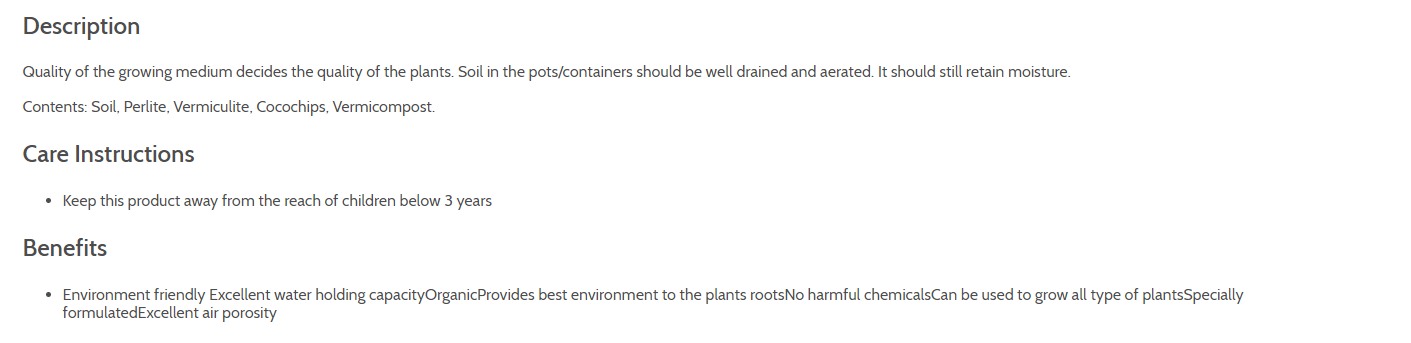 Description
Quality of the growing medium decides the quality of the plants. Soil in the pots/containers should be well drained and aerated. It should still retain moisture.
Contents: Soil, Perlite, Vermiculite, Cocochips, Vermicompost.
Care Instructions
• Keep this product away from the reach of children below 3 years
Benefits
• Environment friendly Excellent water holding capacityOrganicProvides best environment to the plants rootsNo harmful chemicalsCan be used to grow all type of plantsSpecially
formulatedExcellent air porosity